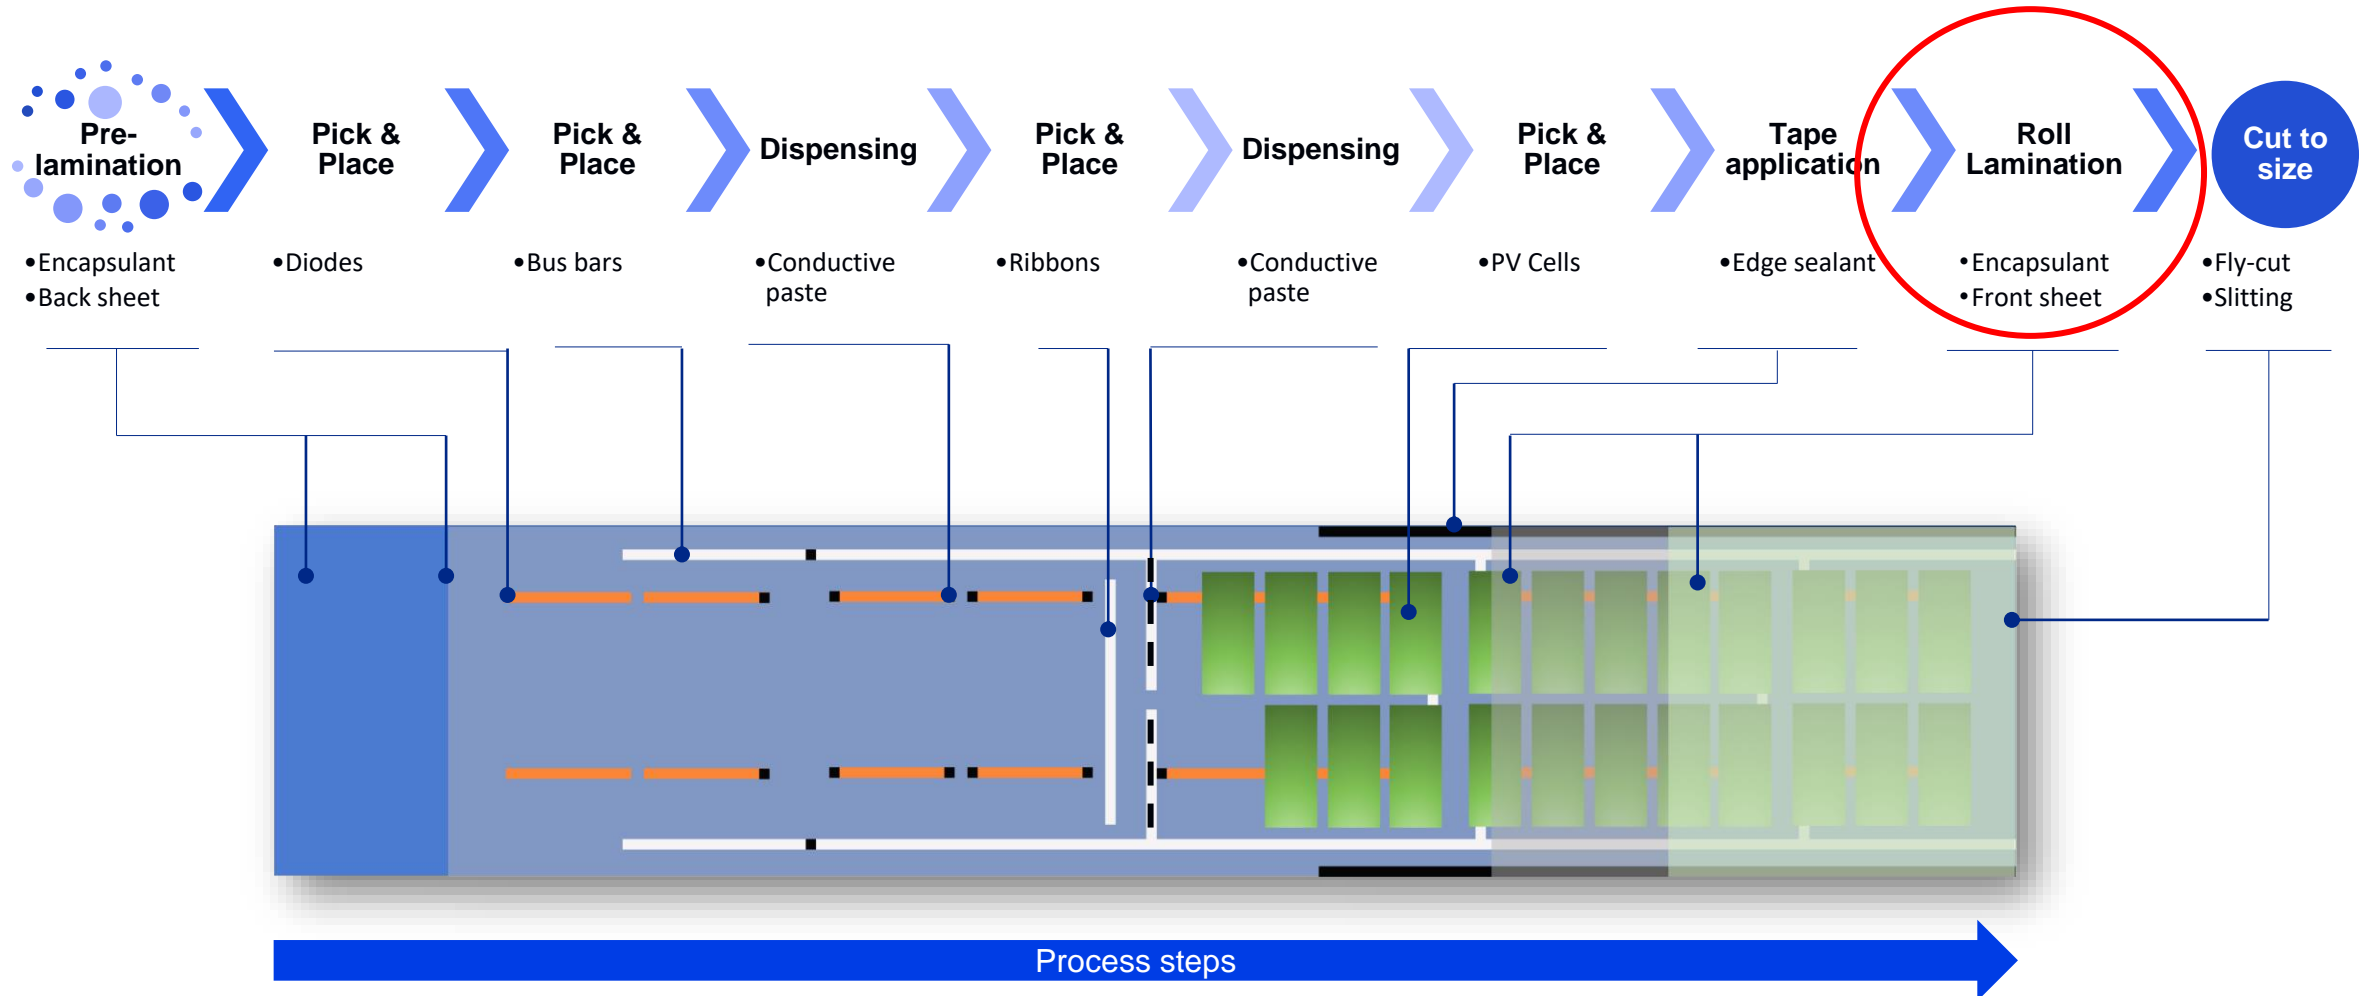 Pre-
lamination
Pick &
Place
Pick &
Place
Dispensing
Pick &
Place
Dispensing
Pick &
Place
Tape
application
Roll
Lamination
Cut to
size
•Encapsulant
•Back sheet
•Diodes
•Bus bars
•Conductive
paste
•Ribbons
•Conductive
paste
•PV Cells
•Edge sealant
•Encapsulant
•Front sheet
•Fly-cut
•Slitting
Process steps